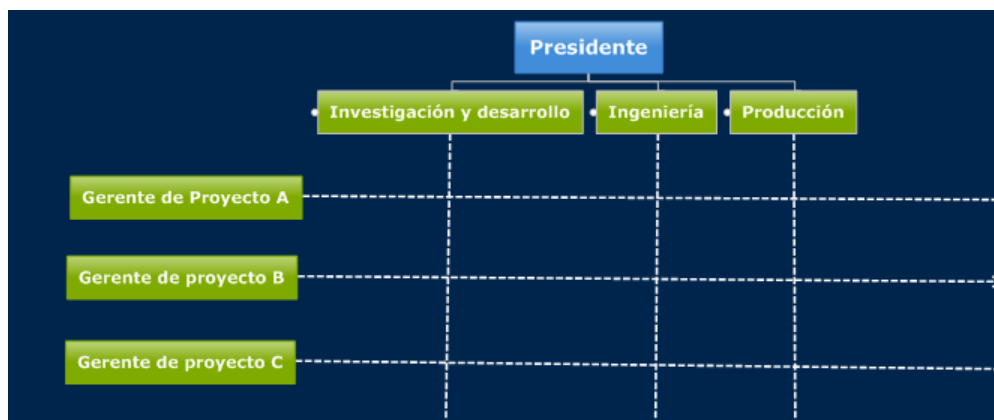 Presidente
Investigación y desarrollo
Ingeniería
Producción
Gerente de Proyecto A
Gerente de proyecto B
Gerente de proyecto C